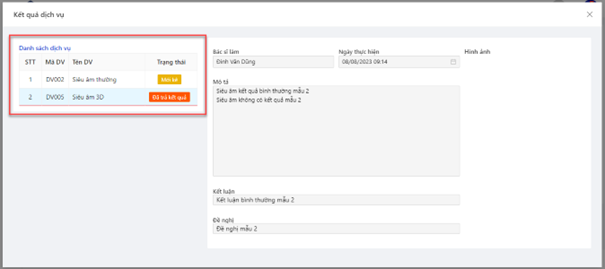 Kết quả dịch vụ
Danh sách dịch vụ
STT Mã DV Tên DV Trạng thái
1 DV002 Siêu âm thường
2 DV005 Siêu âm 3D Đã trả kết quả
Bác sĩ làm
Đinh Văn Dũng
Ngày thực hiện
08/08/2023 09:14
Hình ảnh
Mô tả
Siêu âm kết quả bình thường mẫu 2
Siêu âm không có kết quả mẫu 2
Kết luận
Kết luận bình thường mẫu 2
Đề nghị
Đề nghị mẫu 2